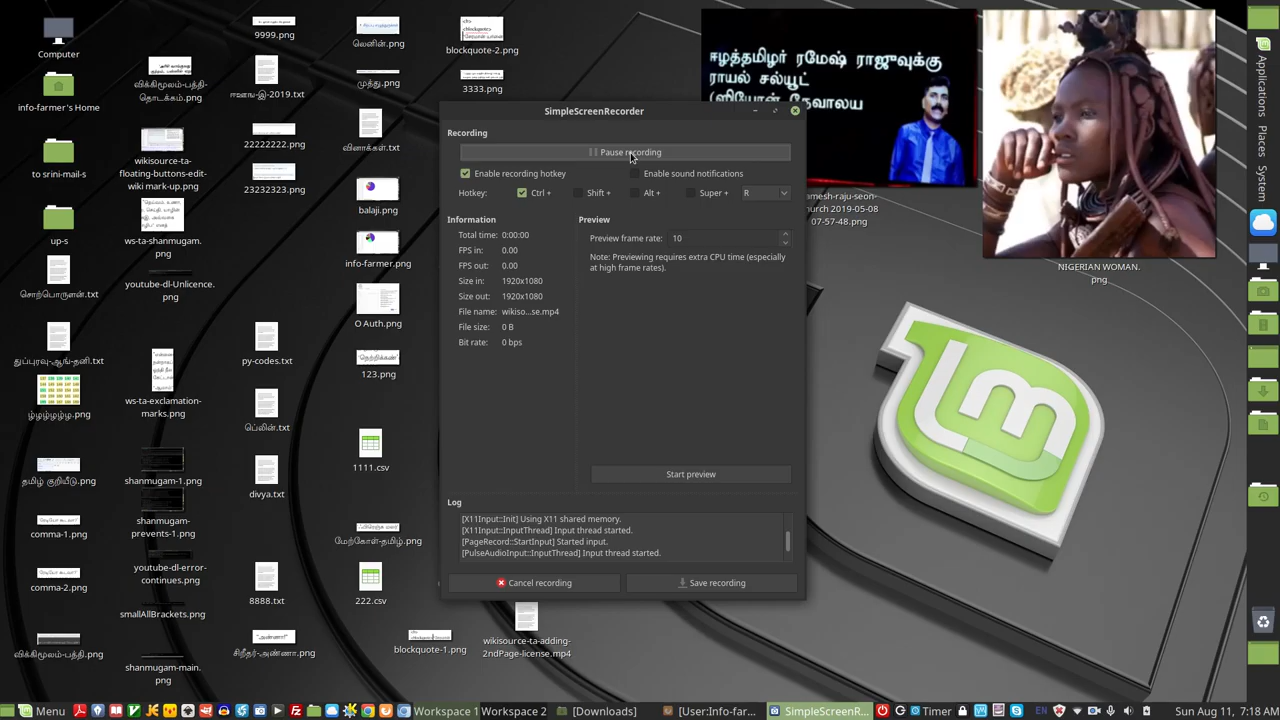 Computer
info-farmer's Home
to srini-mail-s
up-s
சொற்பொருளன்.txt
துப்புரவு-ஆங்-தனி.txt
தமிழ் குறியீடு.png
comma-1.png
comma-2.png
விக்கிமூலம்-பத்தி.png
விக்கிமூலம்-பத்தி-
தொடக்கம்.png
wikisource-ta-
floating-buttons-edit-
wiki mark-up.png
ws-ta-shanmugam.
png
youtube-dl-Unlicence.
png
ws-ta-exclamation-
marks.png
shanmugam-1.png
shanmugam-
prevents-1.png
youtube-dl-error-
continues.png
smallAllBrackets.png
shanmugam-main.
png
9999.png
22222222.png
23232323.png
py-codes.txt
divya.txt
8888.txt
சிறீதர்-அண்ணா.png
லெனின்.png
முத்து.png
வினாக்கள்.txt
balaji.png
info-farmer.png
O Auth.png
123.png
1111.csv
மேற்கோள்-தமிழ்.png
222.csv
blockquote-1.png
blockquote-2.png
3333.png
wikisource-ta-adding-
2ndPage-license.mp4
ஈழத்தமிழர் ரமேஷ் ராஜுவுக்கு
ராயல் சல்யூட்
amesh-raju-seon-
hurch 2019-05-08
07-57-48.png
NIGERIAN WOMAN.
png
SimpleScreenRecorder
Recording
Pause recording
Enable recording hotkey
Enable sound notifications
Hotkey: Ctrl + Shift + Alt + Super + R
Information
Total time: 0:00:00
FPS in: 0.00
FPS out: 0.00
Size in: 1920x1080
Size out: 1920x1080
File name: wikiso...se.mp4
File size: 0 B
Bit rate: 0 bps
Preview
Preview frame rate: 10
Note: Previewing requires extra CPU time (especially
at high frame rates).
Start preview
Log
[X11Input::Init] Using X11 shared memory.
[X11Input::InputThread] Input thread started.
[PageRecord::StartInput] Started input.
[PulseAudioInput::InputThread] Input thread started.
Cancel recording
Save recording
Applications Places System
Menu
Workspace 1 Workspace 2
[Downloads]
[User:Info-far...
SimpleScreenR...
Timer
EN
Sun Aug 11, 7:18 AM